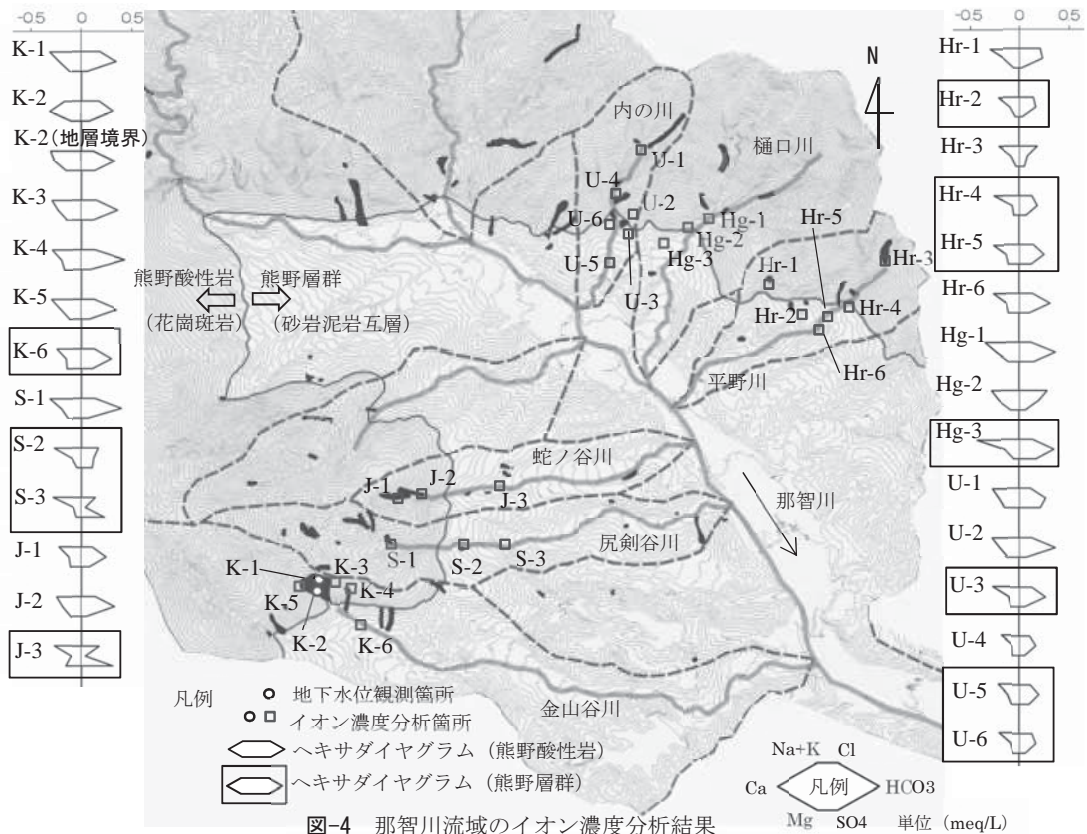 -0.5 0 0.5
K-1
K-2
K-2(地層境界)
K-3
K-4
K-5
K-6
S-1
S-2
S-3
J-1
J-2
J-3
-0.5 0 0.5
Hr-1
Hr-2
Hr-3
Hr-4
Hr-5
Hr-6
Hg-1
Hg-2
Hg-3
U-1
U-2
U-3
U-4
U-5
U-6
N
内の川
樋口川
U-1
U-4
U-2
U-6
Hg-1
Hg-2
Hr-5
U-5
Hg-3
Hr-3
Hr-1
U-3
Hr-2
Hr-4
Hr-6
熊野酸性岩 熊野層群
(花崗斑岩) (砂岩泥岩互層)
平野川
蛇ノ谷川
J-1
J-2
J-3
那智川
尻剣谷川
S-1
S-2
S-3
K-1
K-3
K-4
K-5
K-2
K-6
金山谷川
凡例
地下水位観測箇所
イオン濃度分析箇所
ヘキサダイヤグラム (熊野酸性岩)
ヘキサダイヤグラム (熊野層群)
Na+K Cl
Ca 凡例 HCO3
Mg SO4 単位 (meq/L)
図-4 那智川流域のイオン濃度分析結果